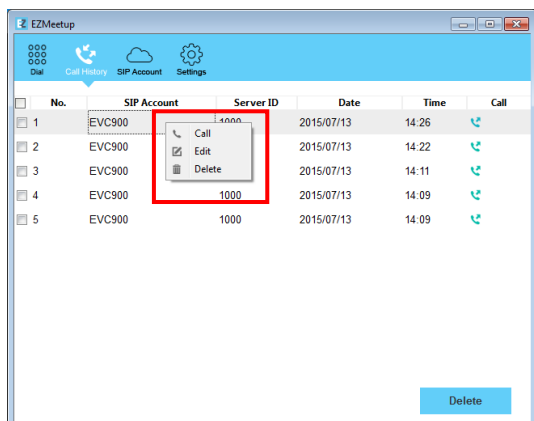 EZMeetup
Dial Call History SIP Account Settings
No. SIP Account Server ID Date Time Call
1 EVC900 1000 2015/07/13 14:26
2 EVC900 2015/07/13 14:22
3 EVC900 2015/07/13 14:11
4 EVC900 1000 2015/07/13 14:09
5 EVC900 1000 2015/07/13 14:09
Call
Edit
Delete
Delete